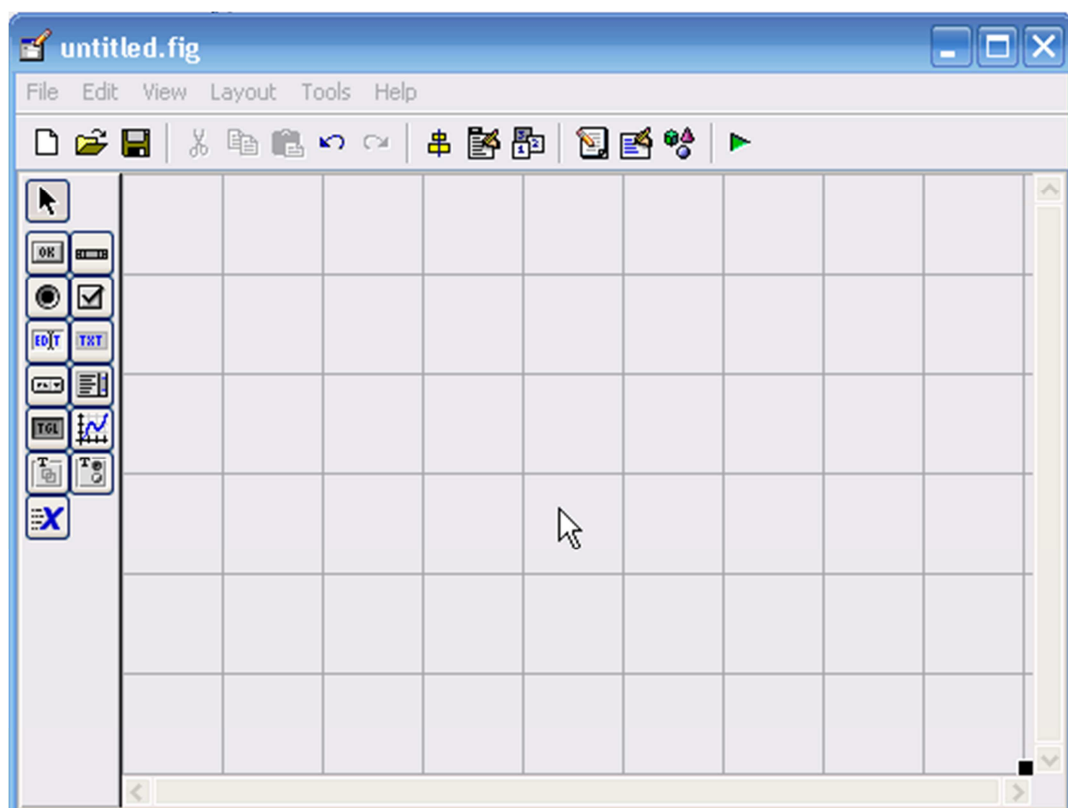 untitled.fig
File Edit View Layout Tools Help
OK
EDIT TXT
TGL
T T
X